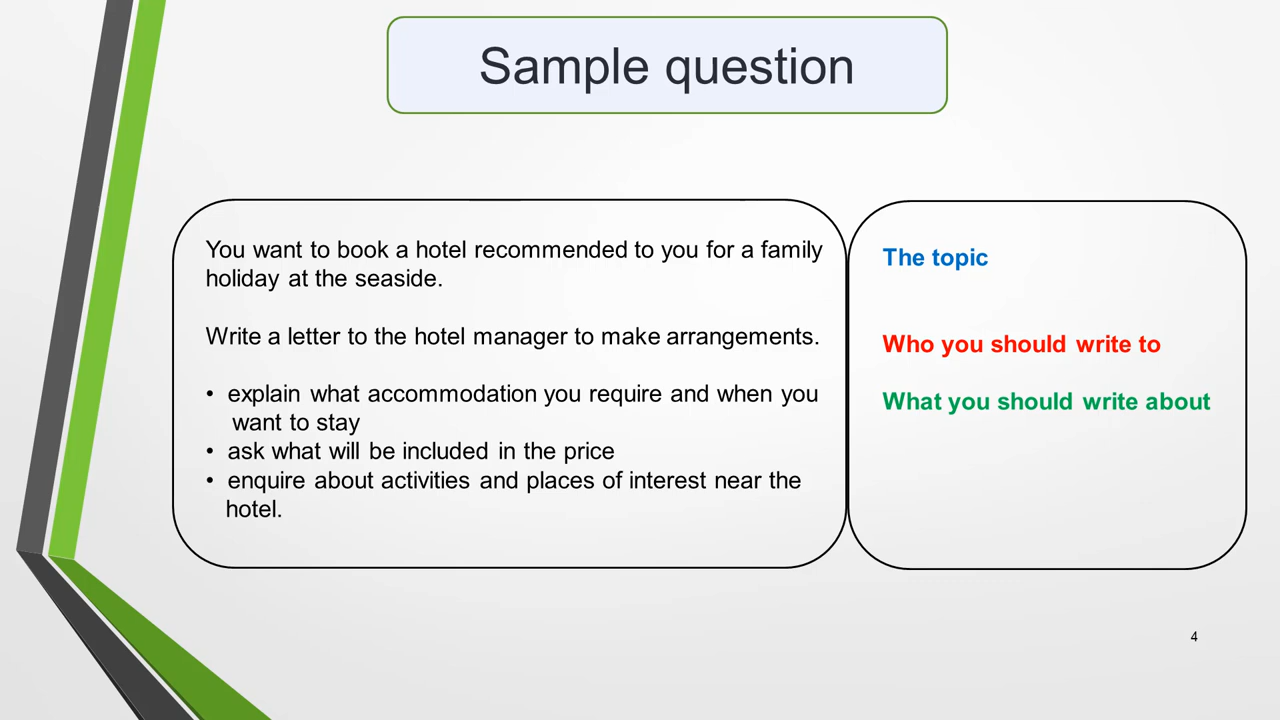 Sample question
You want to book a hotel recommended to you for a family
holiday at the seaside.
Write a letter to the hotel manager to make arrangements.
• explain what accommodation you require and when you
want to stay
• ask what will be included in the price
• enquire about activities and places of interest near the
hotel.
The topic
Who you should write to
What you should write about
4